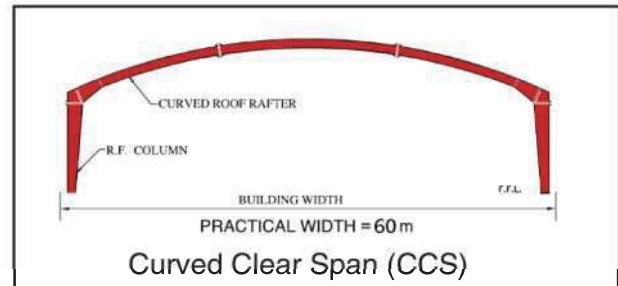 CURVED ROOF RAFTER
R.F. COLUMN
F.F.L.
BUILDING WIDTH
PRACTICAL WIDTH = 60 m
Curved Clear Span (CCS)